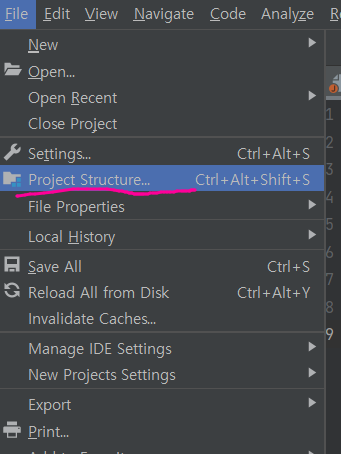 File Edit View Navigate Code Analyze
New
Open...
Open Recent
Close Project
Settings... Ctrl+Alt+S
Project Structure... Ctrl+Alt+Shift+S
File Properties
Local History
Save All Ctrl+S
Reload All from Disk Ctrl+Alt+Y
Invalidate Caches...
Manage IDE Settings
New Projects Settings
Export
Print...
1
2
3
4
5
6
7
8
9